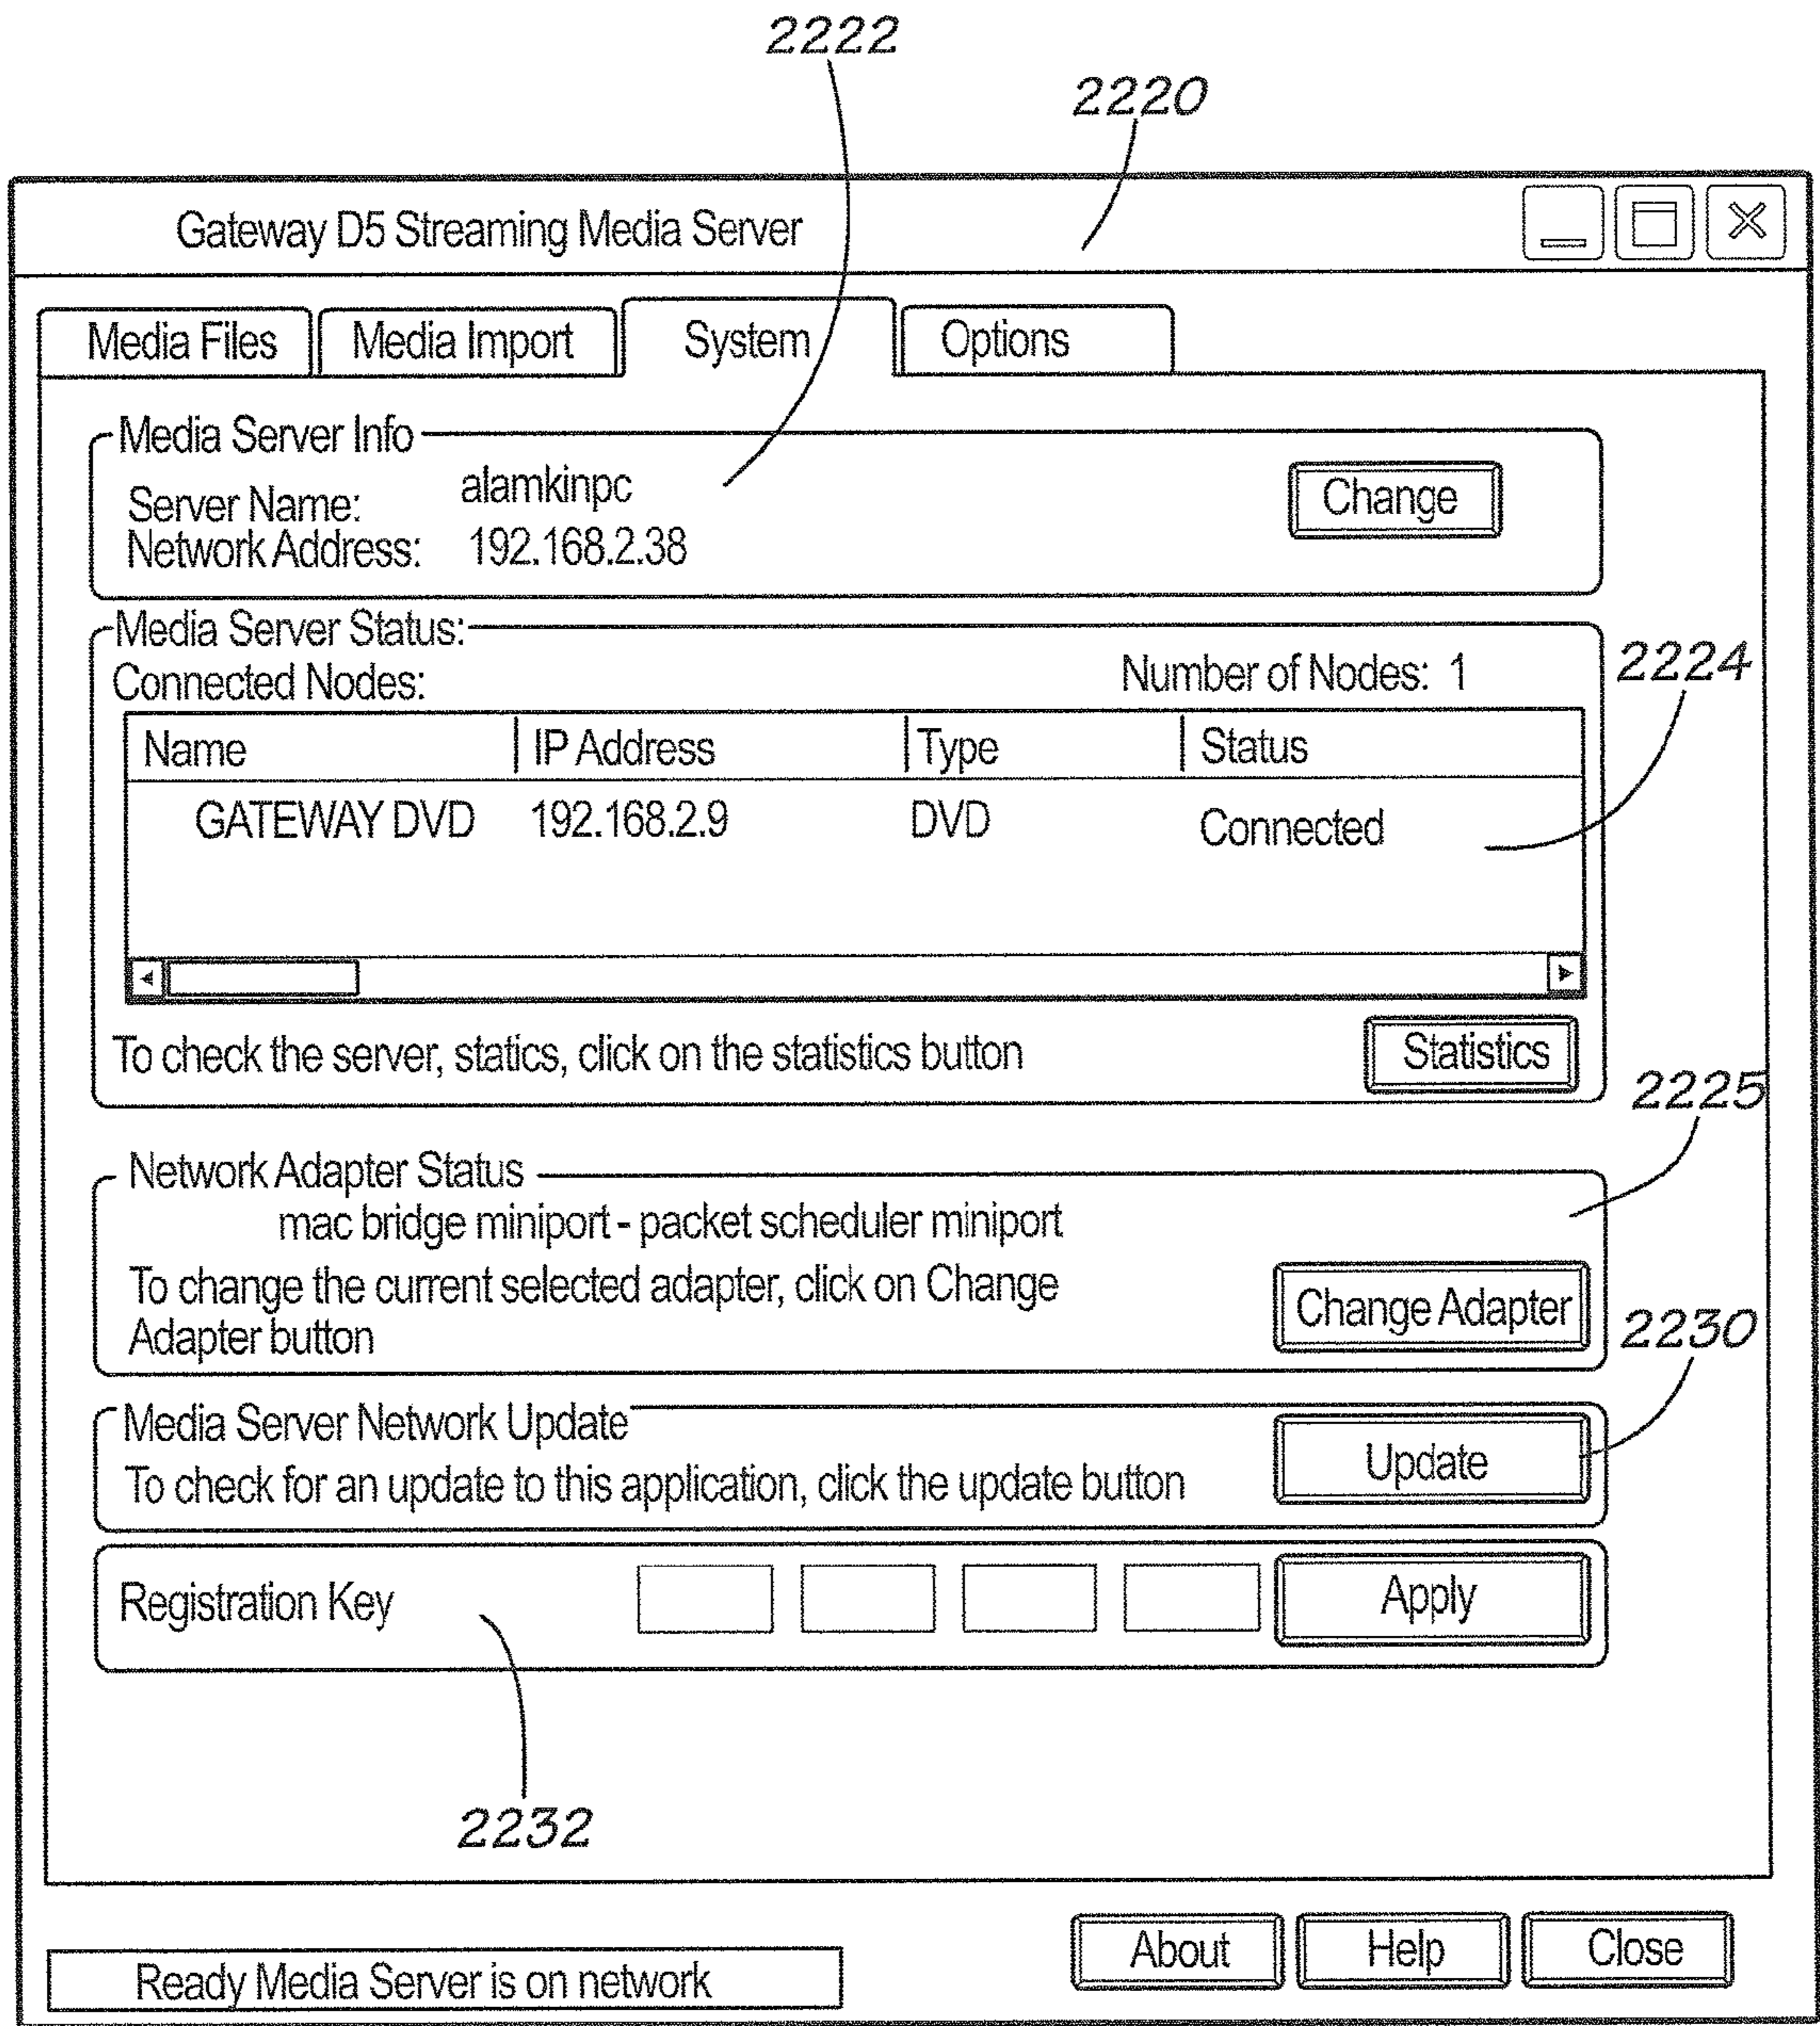 2222
2220
Gateway D5 Streaming Media Server
Media Files Media Import System Options
Media Server Info
Server Name: alamkinpc Change
Network Address: 192.168.2.38
Media Server Status:
Connected Nodes: Number of Nodes: 1 2224
Name IP Address Type Status
GATEWAY DVD 192.168.2.9 DVD Connected
To check the server, statics, click on the statistics button Statistics
2225
Network Adapter Status
mac bridge miniport - packet scheduler miniport
To change the current selected adapter, click on Change
Adapter button Change Adapter 2230
Media Server Network Update
To check for an update to this application, click the update button Update
Registration Key Apply
2232
About Help Close
Ready Media Server is on network